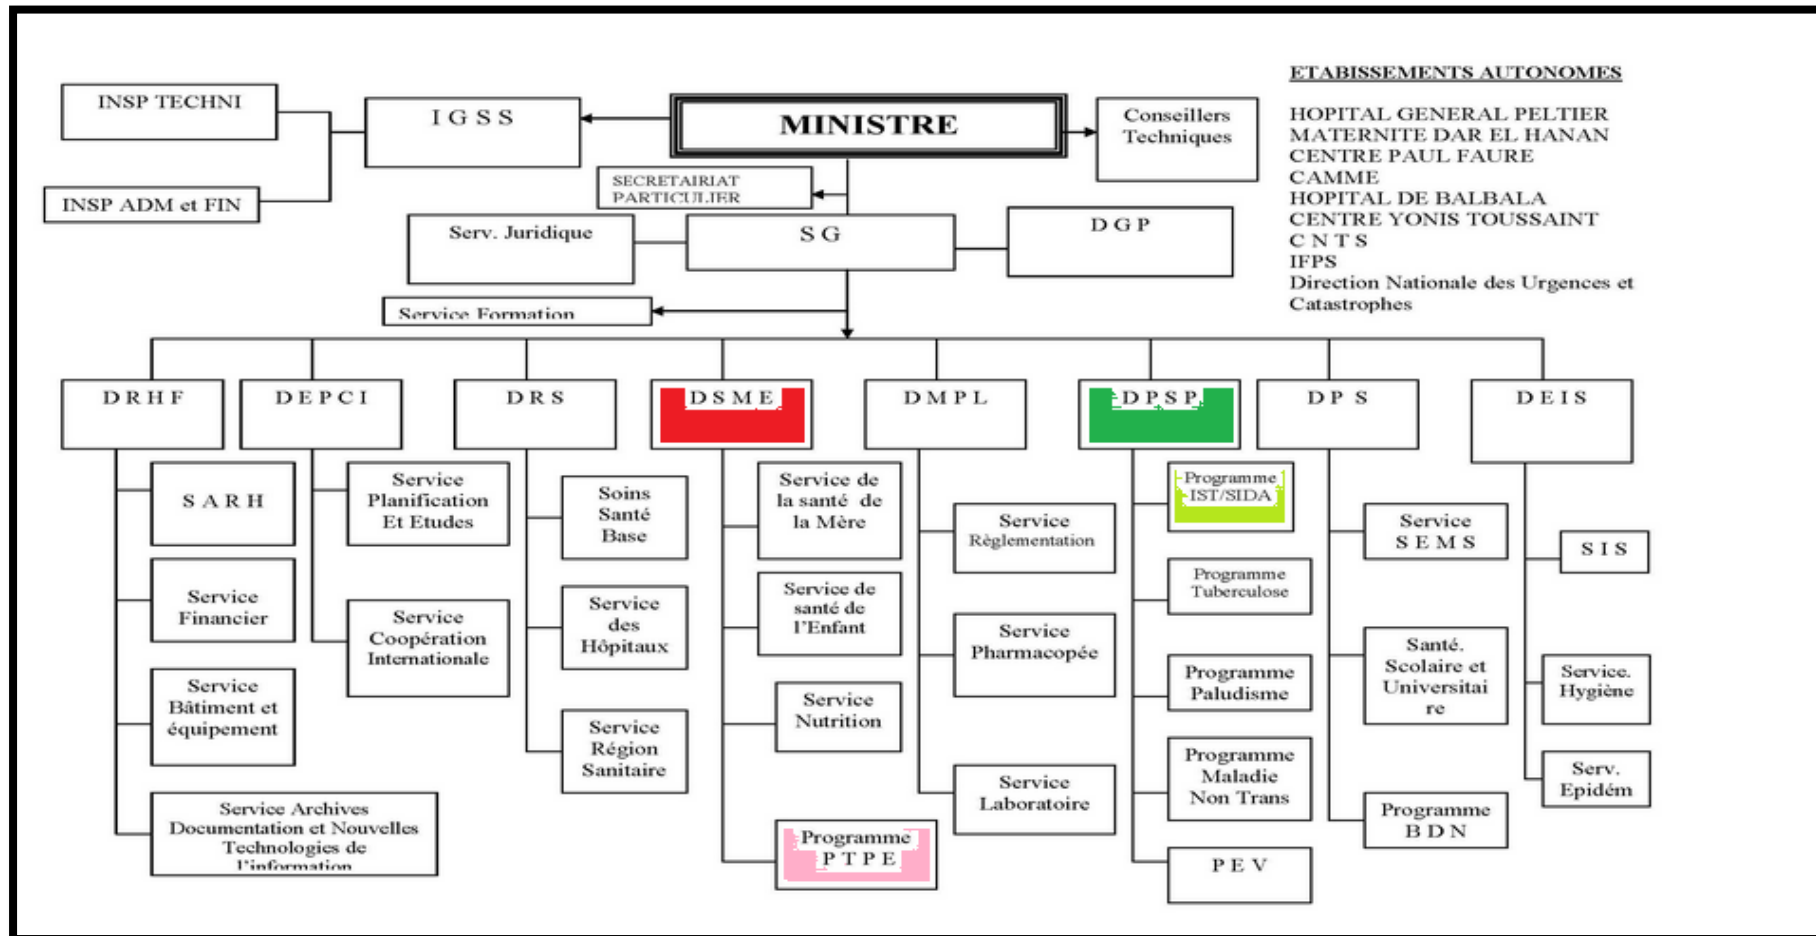 ETABISSEMENTS AUTONOMES
HOPITAL GENERAL PELTIER
MATERNITE DAR EL HANAN
CENTRE PAUL FAURE
CAMME
HOPITAL DE BALBALA
CENTRE YONIS TOUSSAINT
C N T S
IFPS
Direction Nationale des Urgences et
Catastrophes
INSP TECHNI
I G S S
MINISTRE
Conseillers
Techniques
INSP ADM et FIN
SECRETAIRIAT
PARTICULIER
Serv. Juridique
S G
D G P
Service Formation
D R H F
D E P C I
D R S
D S M E
D M P L
D P S P
D P S
D E I S
S A R H
Service
Financier
Service
Bâtiment et
équipement
Service Archives
Documentation et Nouvelles
Technologies de
l'information
Service
Planification
Et Etudes
Service
Coopération
Internationale
Soins
Santé
Base
Service
des
Hôpitaux
Service
Région
Sanitaire
Service de
la santé de
la Mère
Service de
santé de
l'Enfant
Service
Nutrition
Programme
P T P E
Service
Règlementation
Service
Pharmacopée
Service
Laboratoire
Programme
IST/SIDA
Programme
Tuberculose
Programme
Paludisme
Programme
Maladie
Non Trans
P E V
Service
S E M S
Santé.
Scolaire et
Universitai
re
Programme
B D N
S I S
Service.
Hygiène
Serv.
Epidém